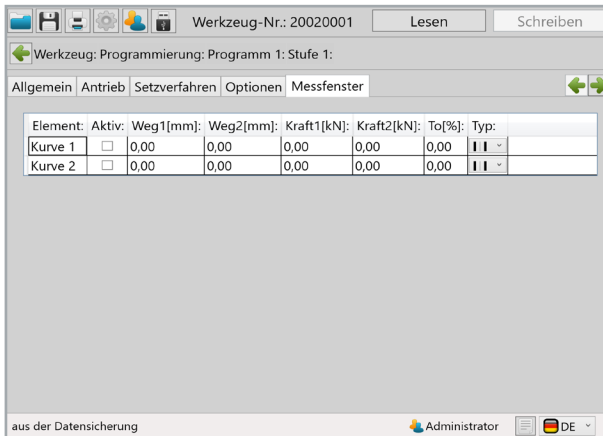 Werkzeug-Nr.: 20020001 Lesen Schreiben
Werkzeug: Programmierung: Programm 1: Stufe 1:
Allgemein Antrieb Setzverfahren Optionen Messfenster
Element: Aktiv: Weg1[mm]: Weg2[mm]: Kraft1[kN]: Kraft2[kN]: To[%]: Typ:
Kurve 1 0,00 0,00 0,00 0,00 0,00
Kurve 2 0,00 0,00 0,00 0,00 0,00
aus der Datensicherung Administrator DE